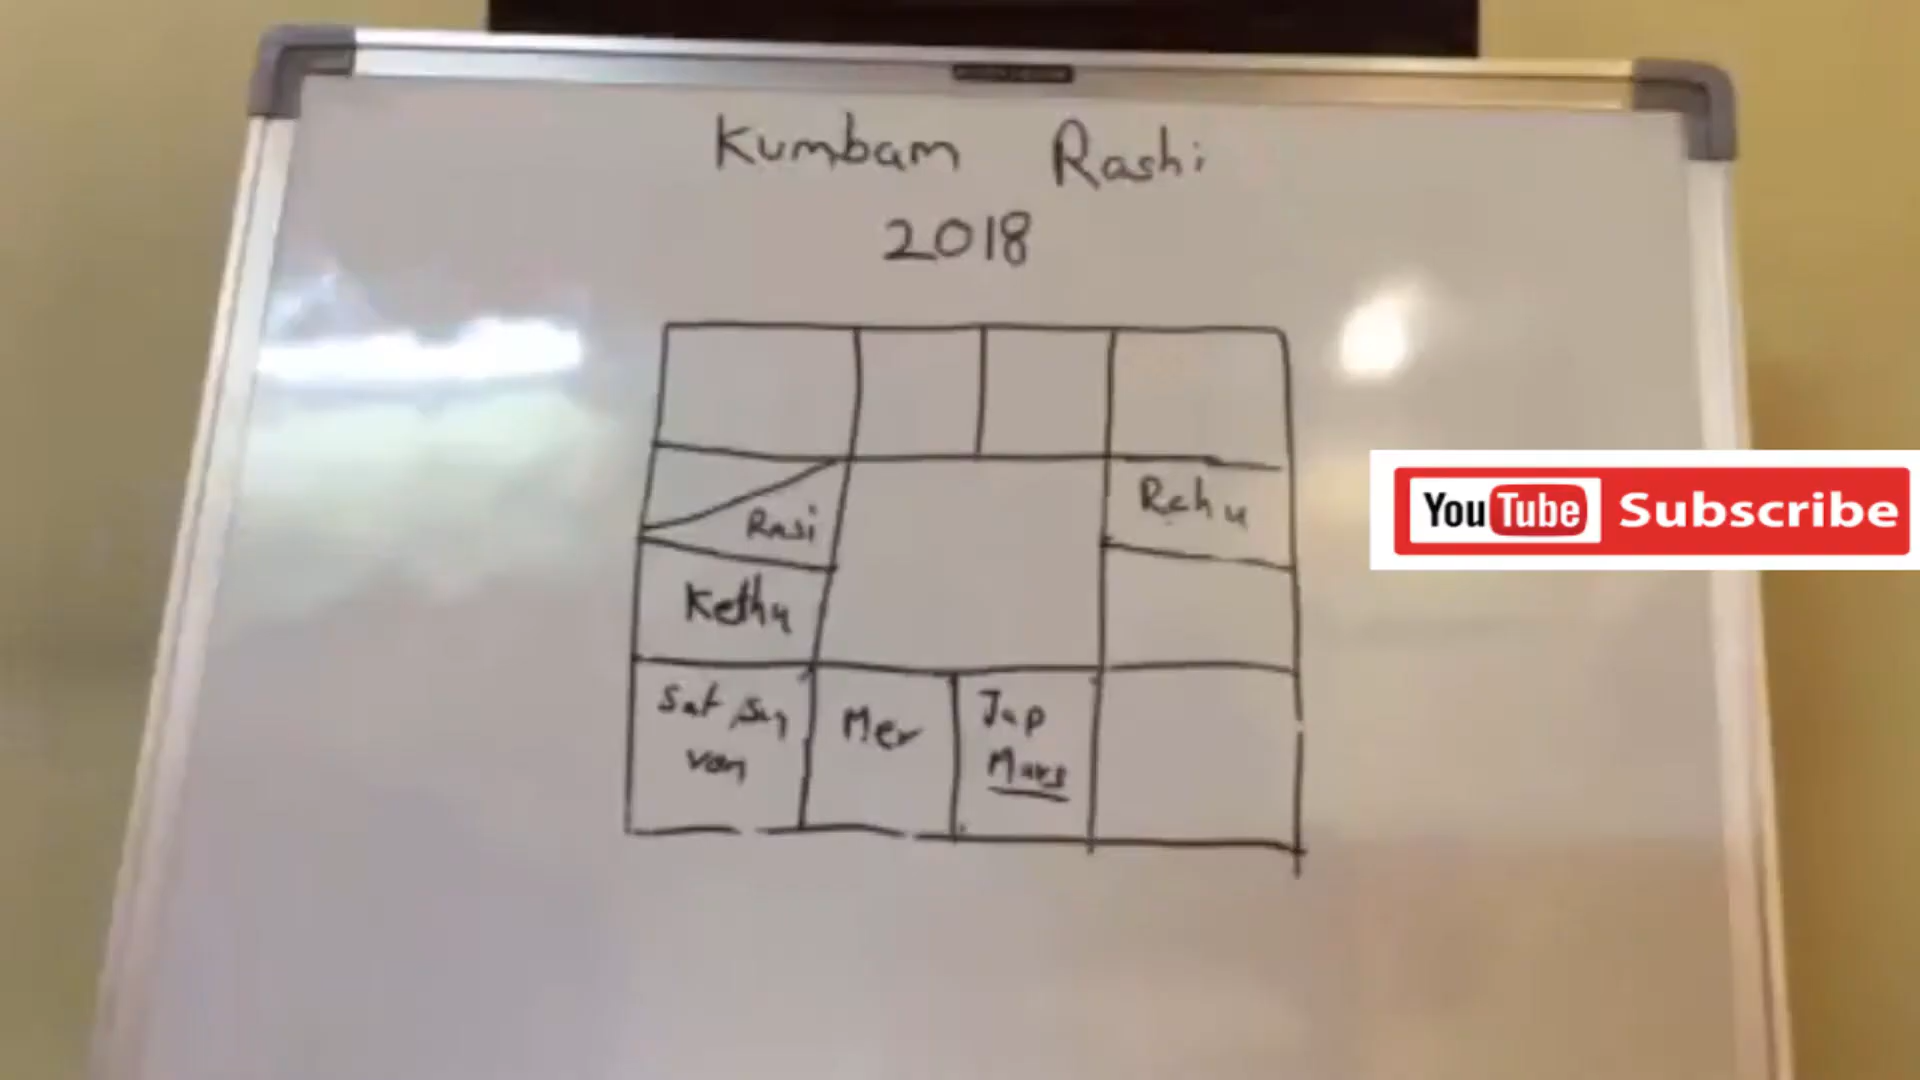 Kumbam Rashi
2018
Rasi
Rahu
YouTube Subscribe
Kethu
Sat, Sun
ven
Mer
Jup
Mars